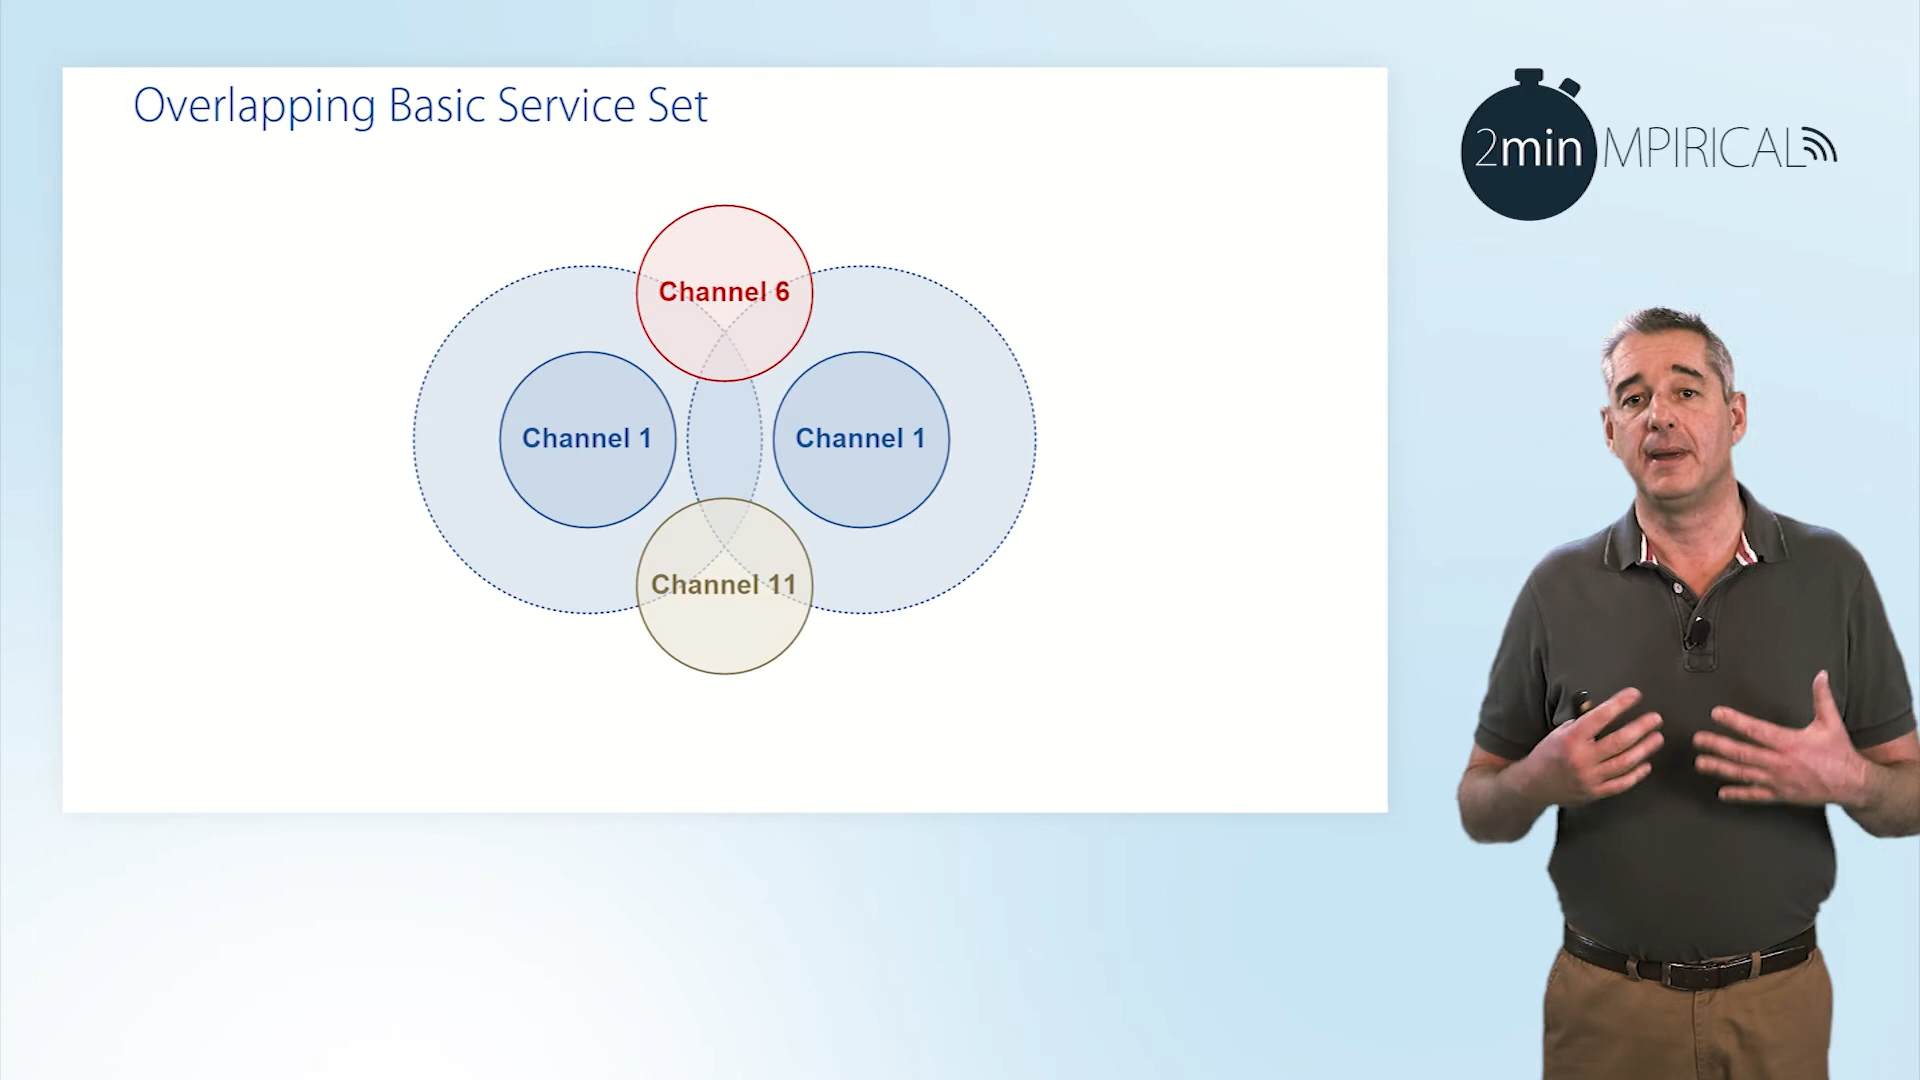 Overlapping Basic Service Set
2min MPIRICAL
Channel 6
Channel 1
Channel 1
Channel 11